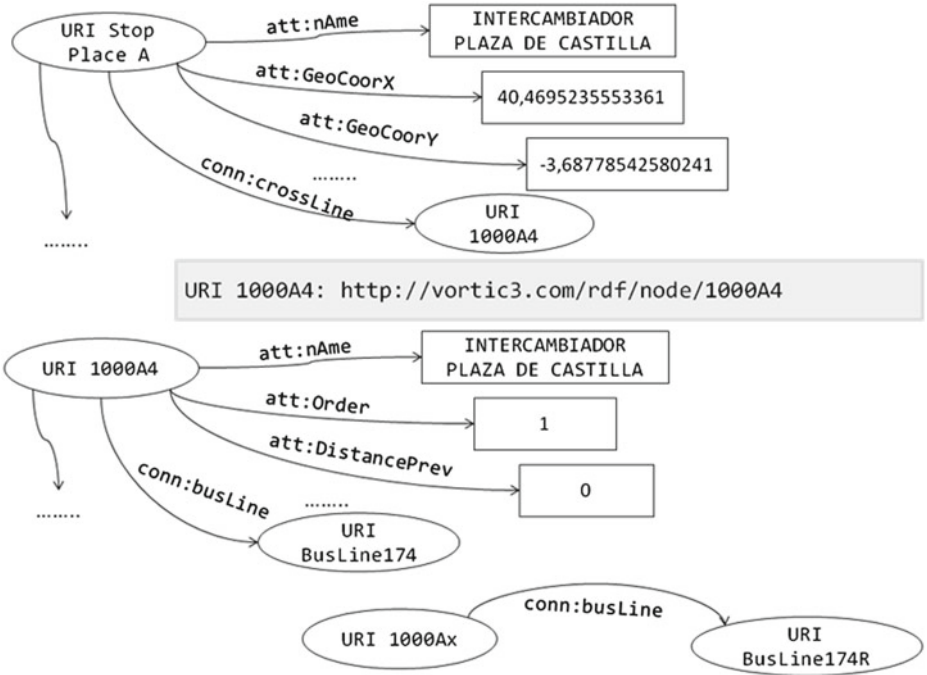 URI Stop
Place A
att:nAme
INTERCAMBIADOR
PLAZA DE CASTILLA
att:GeoCoorX
40,4695235553361
att:GeoCoorY
-3,68778542580241
........
conn:crossLine
URI
1000A4
........
URI 1000A4: http://vortic3.com/rdf/node/1000A4
URI 1000A4
att:nAme
INTERCAMBIADOR
PLAZA DE CASTILLA
att:Order
1
att:DistancePrev
0
........
conn:busLine
URI
BusLine174
........
URI 1000Ax
conn:busLine
URI
BusLine174R